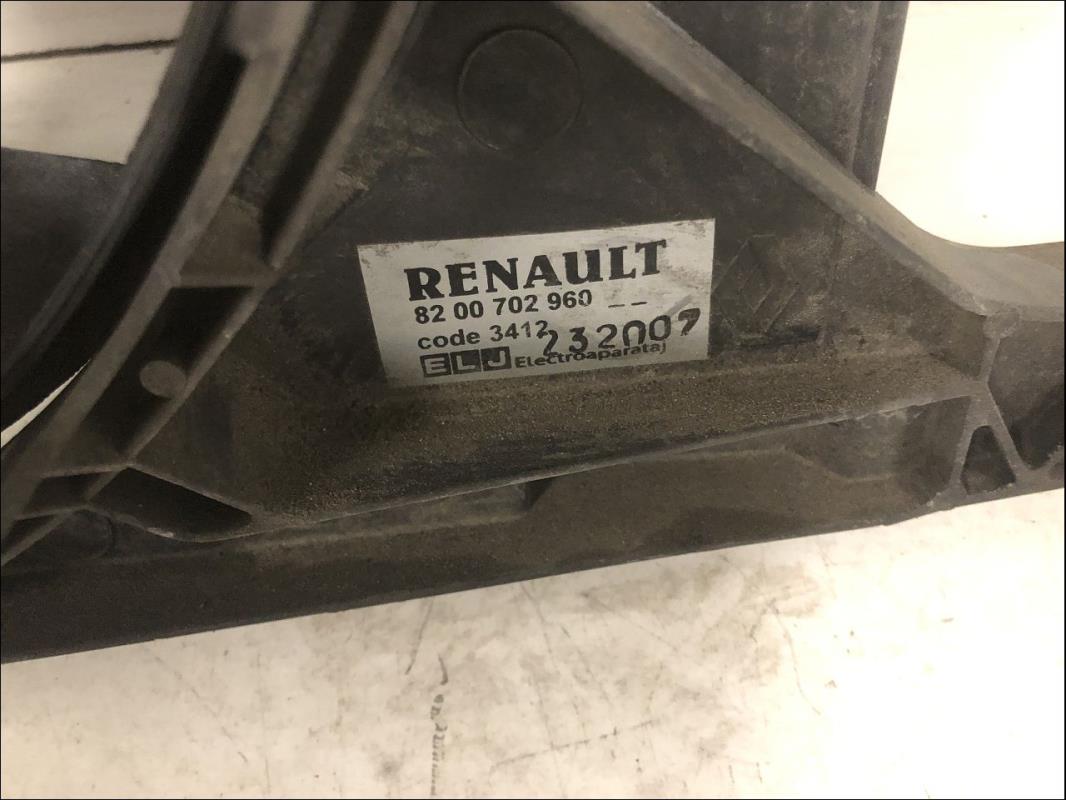 RENAULT
82 00 702 960 _ _
code 3412
232007
ELJ Electroaparataj